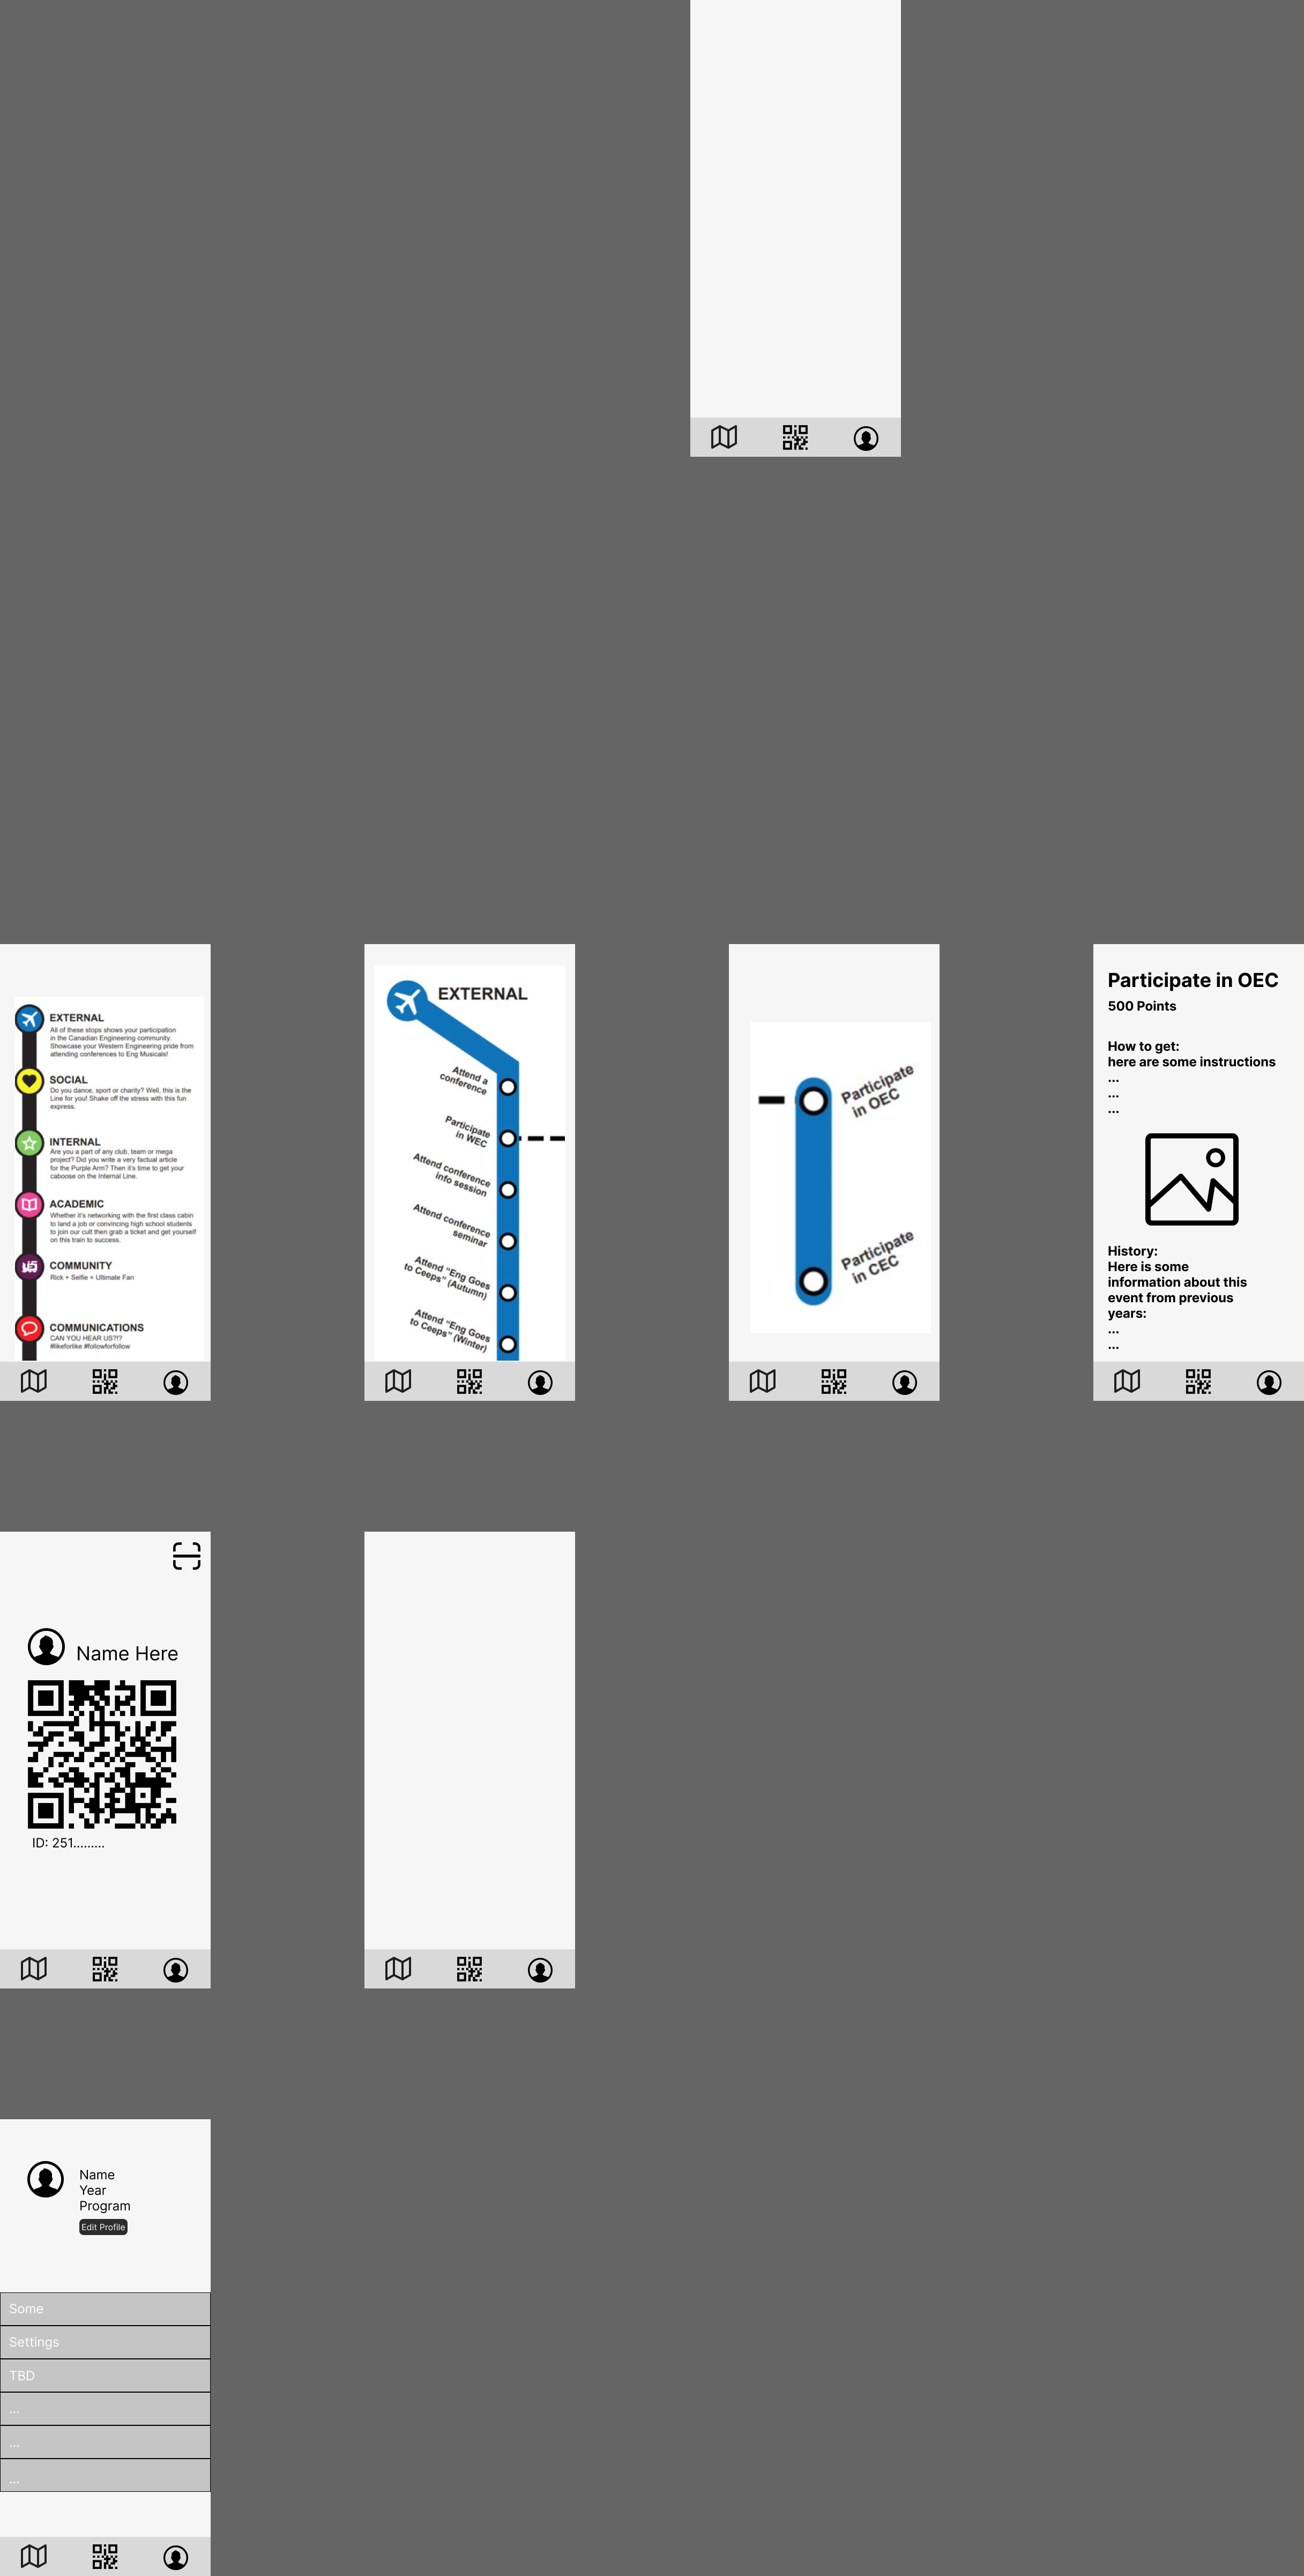 EXTERNAL
All of these stops shows your participation
in the Canadian Engineering community.
Showcase your Western Engineering pride from
attending conferences to Eng Musicals!
SOCIAL
Do you dance, sport or charity? Well, this is the
Line for you! Shake off the stress with this fun
express.
INTERNAL
Are you a part of any club, team or mega
project? Did you write a very factual article
for the Purple Arm? Then it's time to get your
caboose on the Internal Line.
ACADEMIC
Whether it's networking with the first class cabin
to land a job or convincing high school students
to join our cult then grab a ticket and get yourself
on this train to success.
COMMUNITY
Rick + Selfie = Ultimate Fan
COMMUNICATIONS
CAN YOU HEAR US?!?
#likeforlike #followforfollow
EXTERNAL
Attend a
conference
Participate
in WEC
Attend conference
info session
Attend conference
seminar
Attend "Eng Goes
to Ceeps" (Autumn)
Attend "Eng Goes
to Ceeps" (Winter)
Participate
in OEC
Participate
in CEC
Participate in OEC
500 Points
How to get:
here are some instructions
...
...
...
History:
Here is some
information about this
event from previous
years:
...
...
Name Here
ID: 251.........
Name
Year
Program
Edit Profile
Some
Settings
TBD
...
...
...